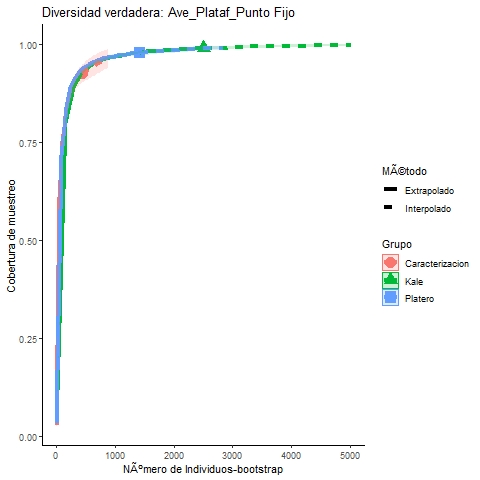 Diversidad verdadera: Ave_Plataf_Punto Fijo
1.00
0.75
0.50
0.25
0.00
Cobertura de muestreo
0
1000
2000
3000
4000
5000
NÃºmero de Individuos-bootstrap
MÃ©todo
Extrapolado
Interpolado
Grupo
Caracterizacion
Kale
Platero